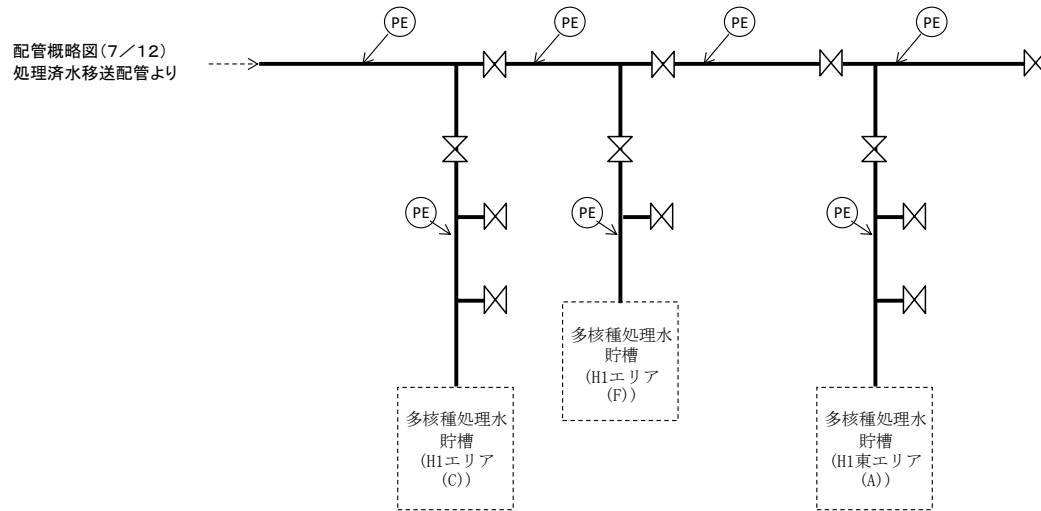 PE
PE
PE
PE
配管概略図(7/12)
処理済水移送配管より
PE
PE
PE
多核種処理水
貯槽
(H1エリア
(F))
多核種処理水
貯槽
(H1エリア
(C))
多核種処理水
貯槽
(H1東エリア
(A))